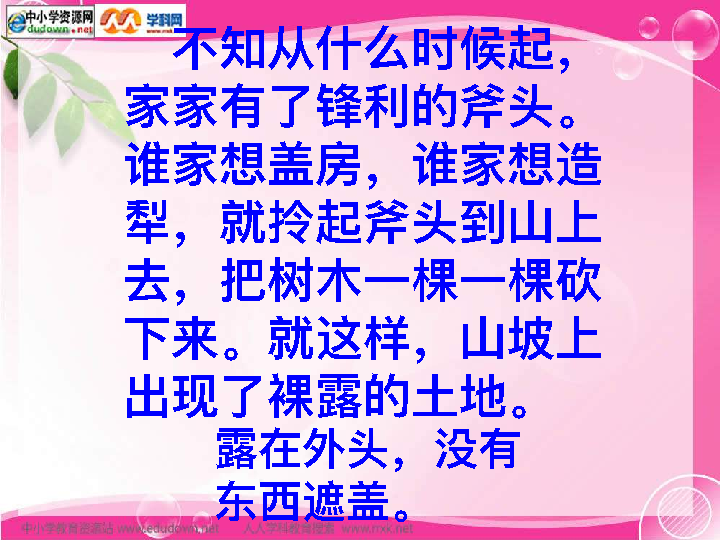 中小学资源网
edudown.net
学科网
不知从什么时候起，
家家有了锋利的斧头。
谁家想盖房，谁家想造
犁，就拎起斧头到山上
去，把树木一棵一棵砍
下来。就这样，山坡上
出现了裸露的土地。
露在外头，没有
东西遮盖。
中小学教育资源站 www.edudown.net 人人学科教育搜索 www.rrxk.net